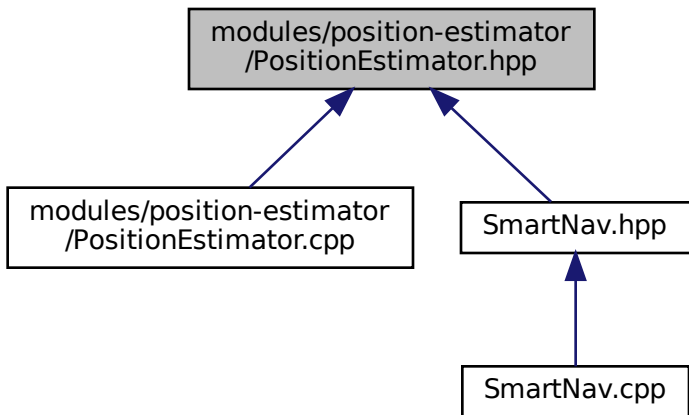 modules/position-estimator
/PositionEstimator.hpp
modules/position-estimator
/PositionEstimator.cpp
SmartNav.hpp
SmartNav.cpp